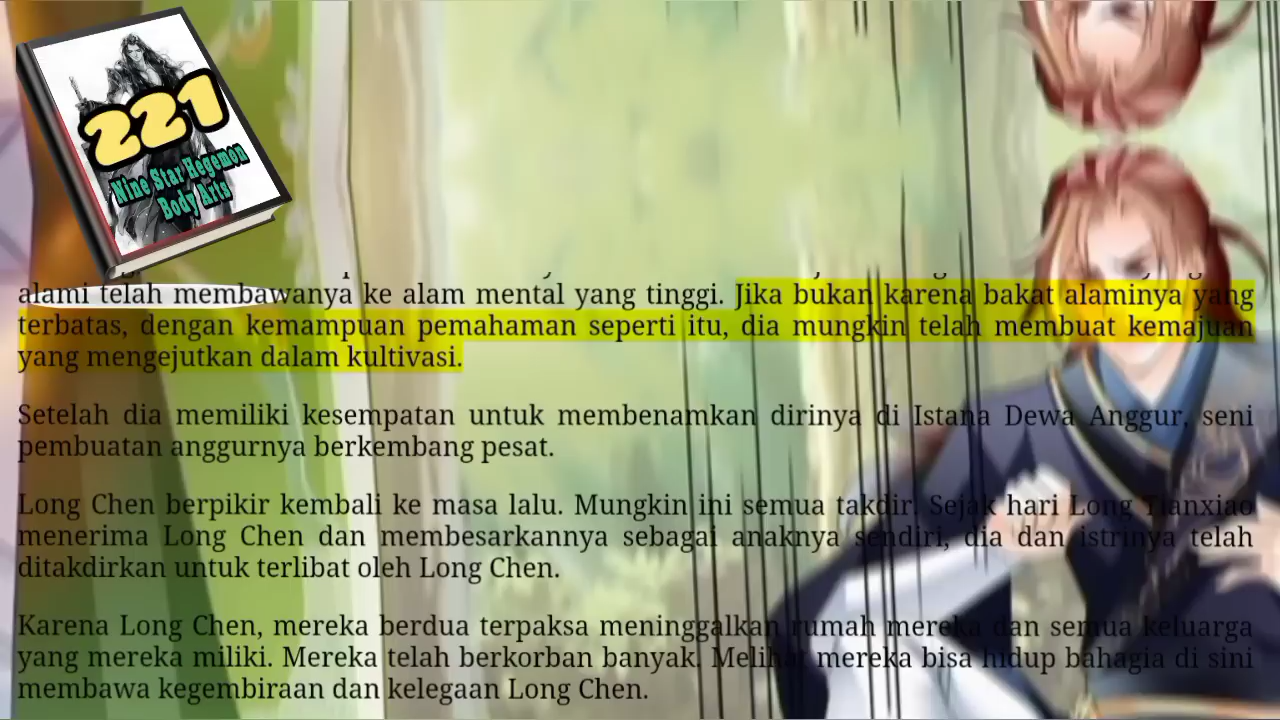 221
Nine Star Hegemon
Body Arts
alami telah membawanya ke alam mental yang tinggi. Jika bukan karena bakat alaminya yang
terbatas, dengan kemampuan pemahaman seperti itu, dia mungkin telah membuat kemajuan
yang mengejutkan dalam kultivasi.
Setelah dia memiliki kesempatan untuk membenamkan dirinya di Istana Dewa Anggur, seni
pembuatan anggurnya berkembang pesat.
Long Chen berpikir kembali ke masa lalu. Mungkin ini semua takdir. Sejak hari Long Tianxiao
menerima Long Chen dan membesarkannya sebagai anaknya sendiri, dia dan istrinya telah
ditakdirkan untuk terlibat oleh Long Chen.
Karena Long Chen, mereka berdua terpaksa meninggalkan rumah mereka dan semua keluarga
yang mereka miliki. Mereka telah berkorban banyak. Melihat mereka bisa hidup bahagia di sini
membawa kegembiraan dan kelegaan Long Chen.